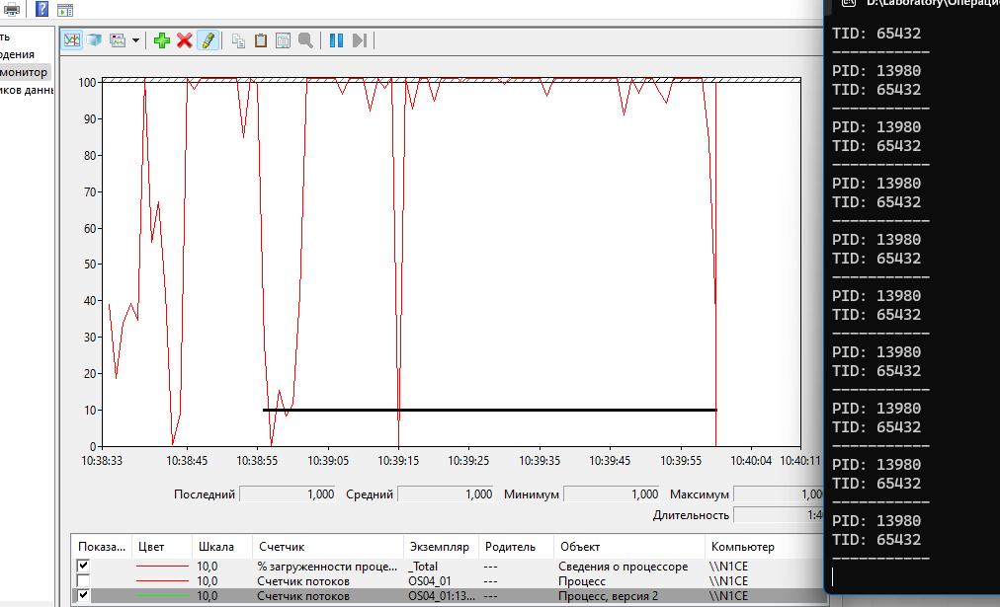 D:\Laboratory\Операцио
ть
юдения
монитор
иков данны
100
90
80
70
60
50
40
30
20
10
0
10:38:33 10:38:45 10:38:55 10:39:05 10:39:15 10:39:25 10:39:35 10:39:45 10:39:55 10:40:04 10:40:11
Последний 1,000 Средний 1,000 Минимум 1,000 Максимум 1,00
Длительность 1:4
Показа... Цвет Шкала Счетчик Экземпляр Родитель Объект Компьютер
10,0 % загруженности проце... _Total --- Сведения о процессоре \\N1CE
10,0 Счетчик потоков OS04_01 --- Процесс \\N1CE
10,0 Счетчик потоков OS04_01:13... --- Процесс, версия 2 \\N1CE
TID: 65432
-----------
PID: 13980
TID: 65432
-----------
PID: 13980
TID: 65432
-----------
PID: 13980
TID: 65432
-----------
PID: 13980
TID: 65432
-----------
PID: 13980
TID: 65432
-----------
PID: 13980
TID: 65432
-----------
PID: 13980
TID: 65432
-----------
PID: 13980
TID: 65432
-----------
PID: 13980
TID: 65432
-----------